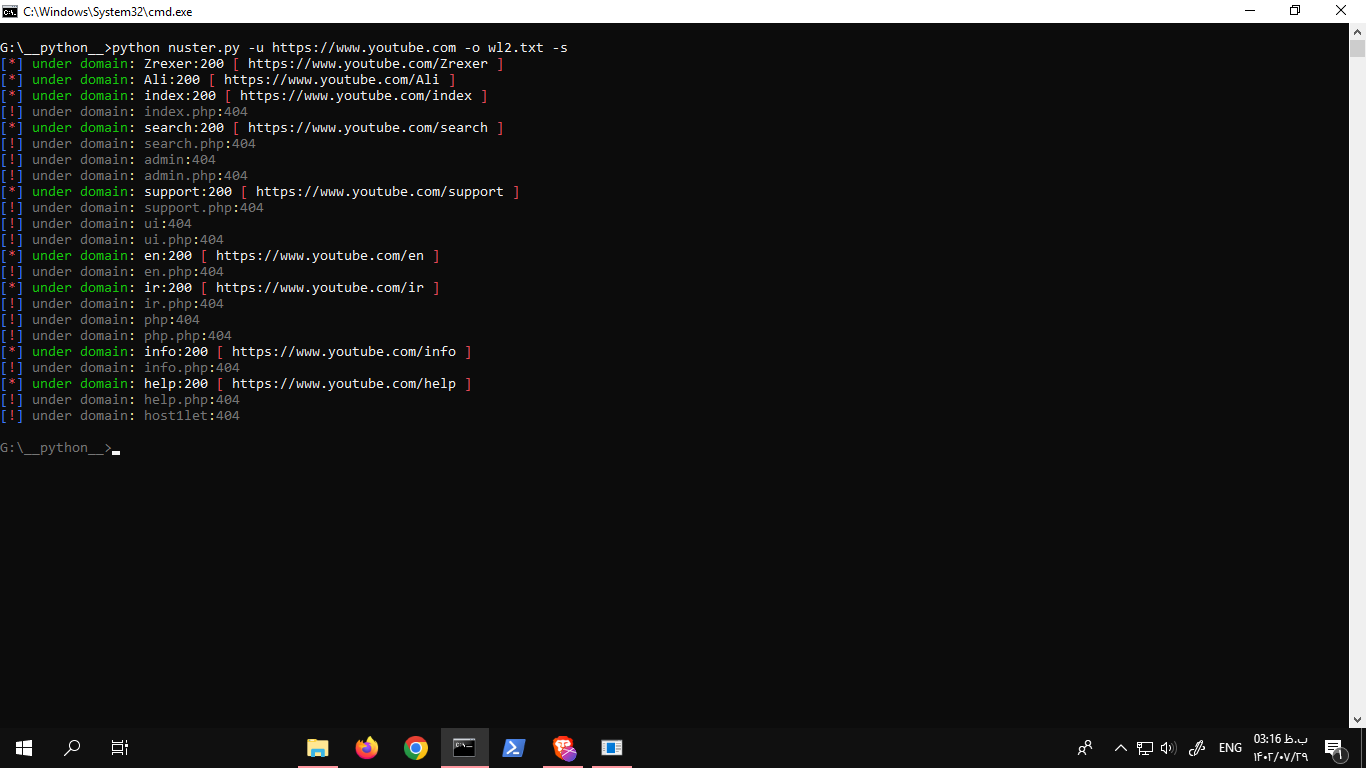 C:\Windows\System32\cmd.exe
G:\__python__>python nuster.py -u https://www.youtube.com -o wl2.txt -s
[*] under domain: Zrexer:200 [ https://www.youtube.com/Zrexer ]
[*] under domain: Ali:200 [ https://www.youtube.com/Ali ]
[*] under domain: index:200 [ https://www.youtube.com/index ]
[!] under domain: index.php:404
[*] under domain: search:200 [ https://www.youtube.com/search ]
[!] under domain: search.php:404
[!] under domain: admin:404
[!] under domain: admin.php:404
[*] under domain: support:200 [ https://www.youtube.com/support ]
[!] under domain: support.php:404
[!] under domain: ui:404
[!] under domain: ui.php:404
[*] under domain: en:200 [ https://www.youtube.com/en ]
[!] under domain: en.php:404
[*] under domain: ir:200 [ https://www.youtube.com/ir ]
[!] under domain: ir.php:404
[!] under domain: php:404
[!] under domain: php.php:404
[*] under domain: info:200 [ https://www.youtube.com/info ]
[!] under domain: info.php:404
[*] under domain: help:200 [ https://www.youtube.com/help ]
[!] under domain: help.php:404
[!] under domain: host1let:404
G:\__python__>
ENG
03:16 ب.ظ
۱۴۰۲/۰۷/۲۹
1